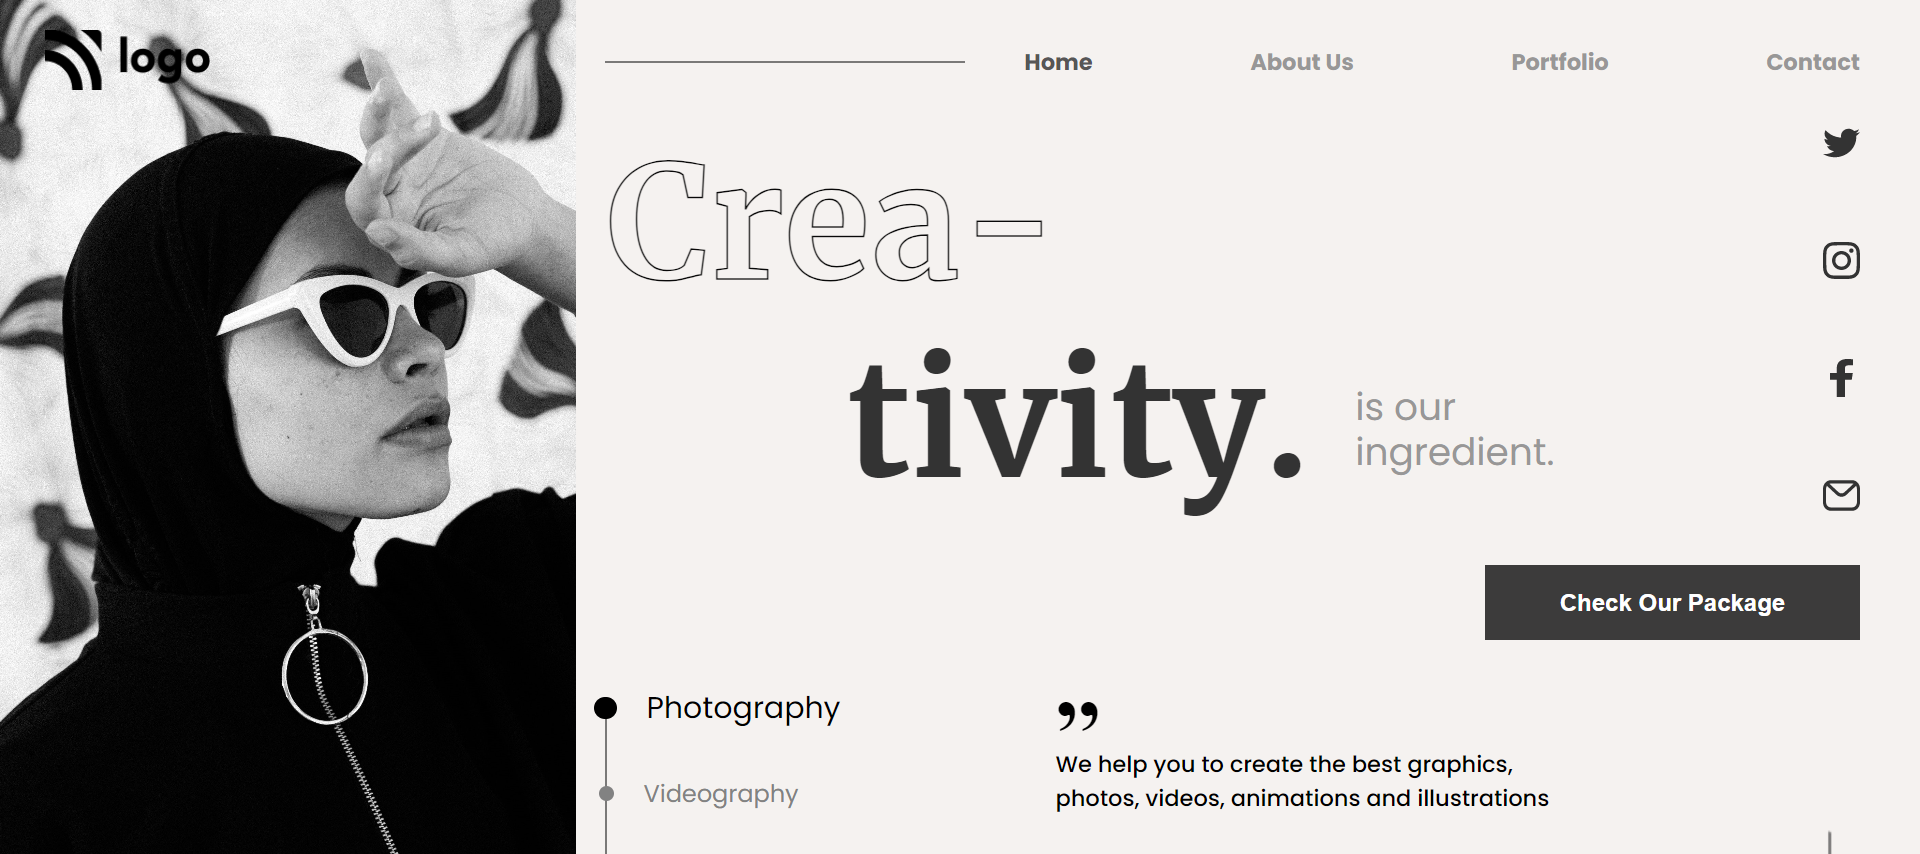 logo
Home About Us Portfolio Contact
Crea-
tivity.
is our
ingredient.
Check Our Package
Photography
Videography
”
We help you to create the best graphics,
photos, videos, animations and illustrations